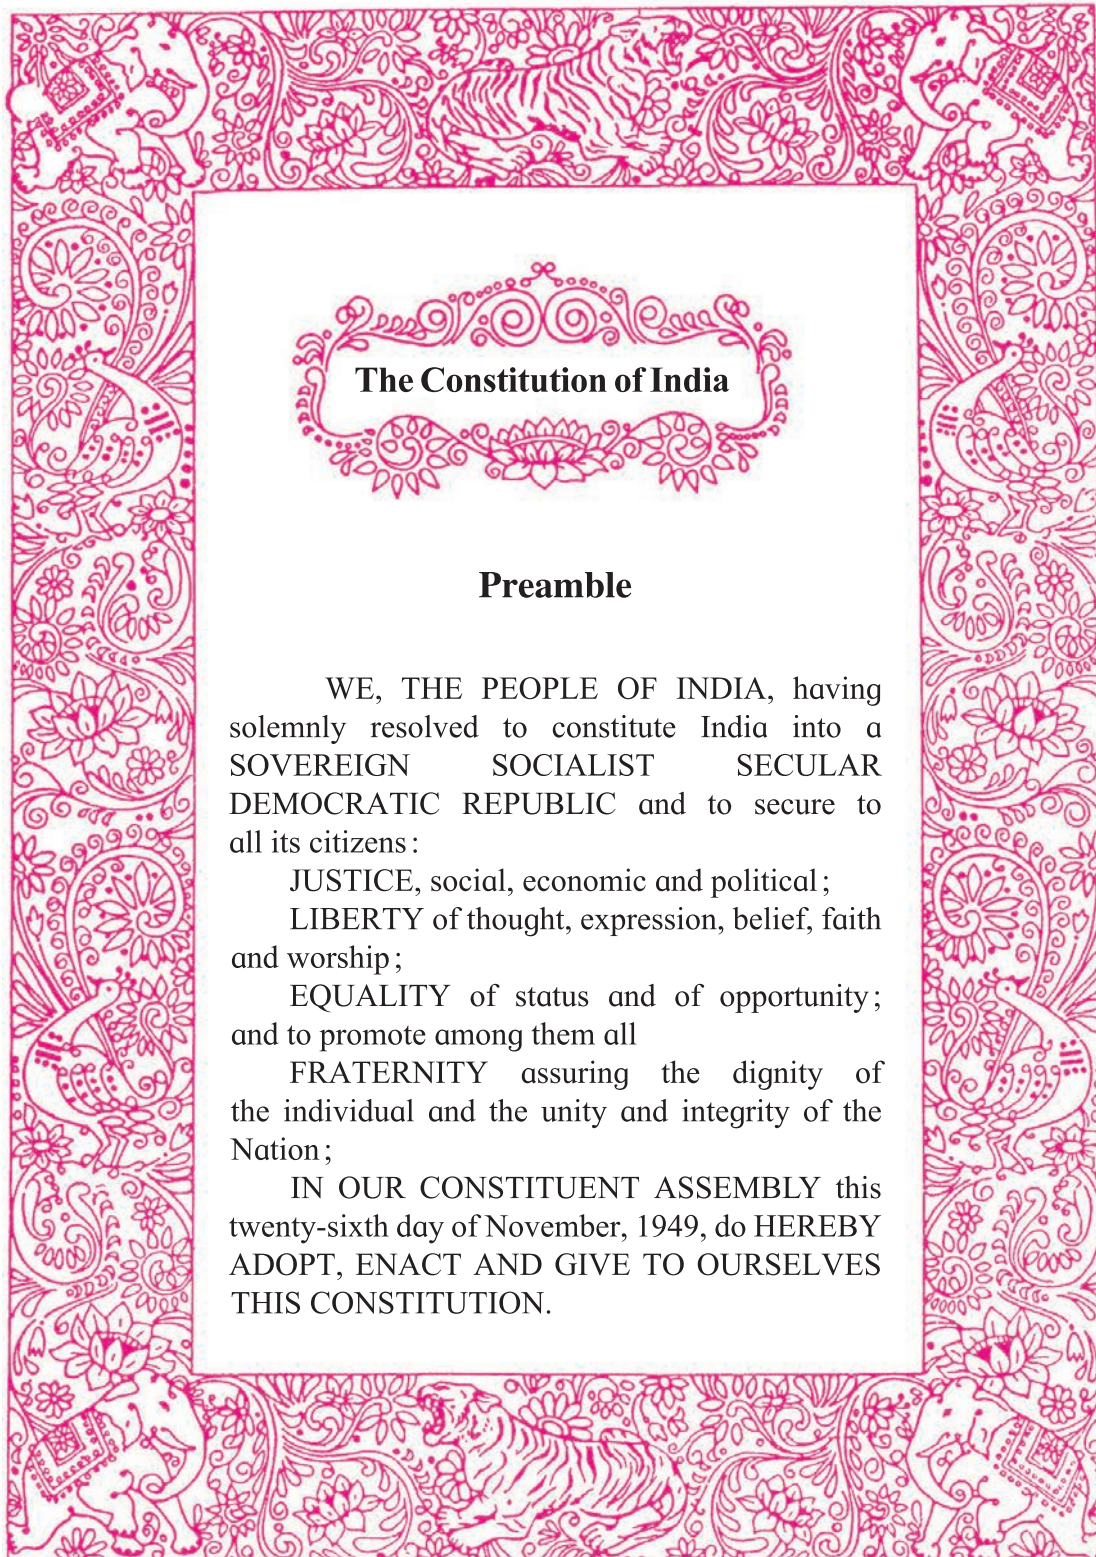 The Constitution of India
Preamble
WE, THE PEOPLE OF INDIA, having
solemnly resolved to constitute India into a
SOVEREIGN SOCIALIST SECULAR
DEMOCRATIC REPUBLIC and to secure to
all its citizens :
JUSTICE, social, economic and political ;
LIBERTY of thought, expression, belief, faith
and worship ;
EQUALITY of status and of opportunity ;
and to promote among them all
FRATERNITY assuring the dignity of
the individual and the unity and integrity of the
Nation ;
IN OUR CONSTITUENT ASSEMBLY this
twenty-sixth day of November, 1949, do HEREBY
ADOPT, ENACT AND GIVE TO OURSELVES
THIS CONSTITUTION.